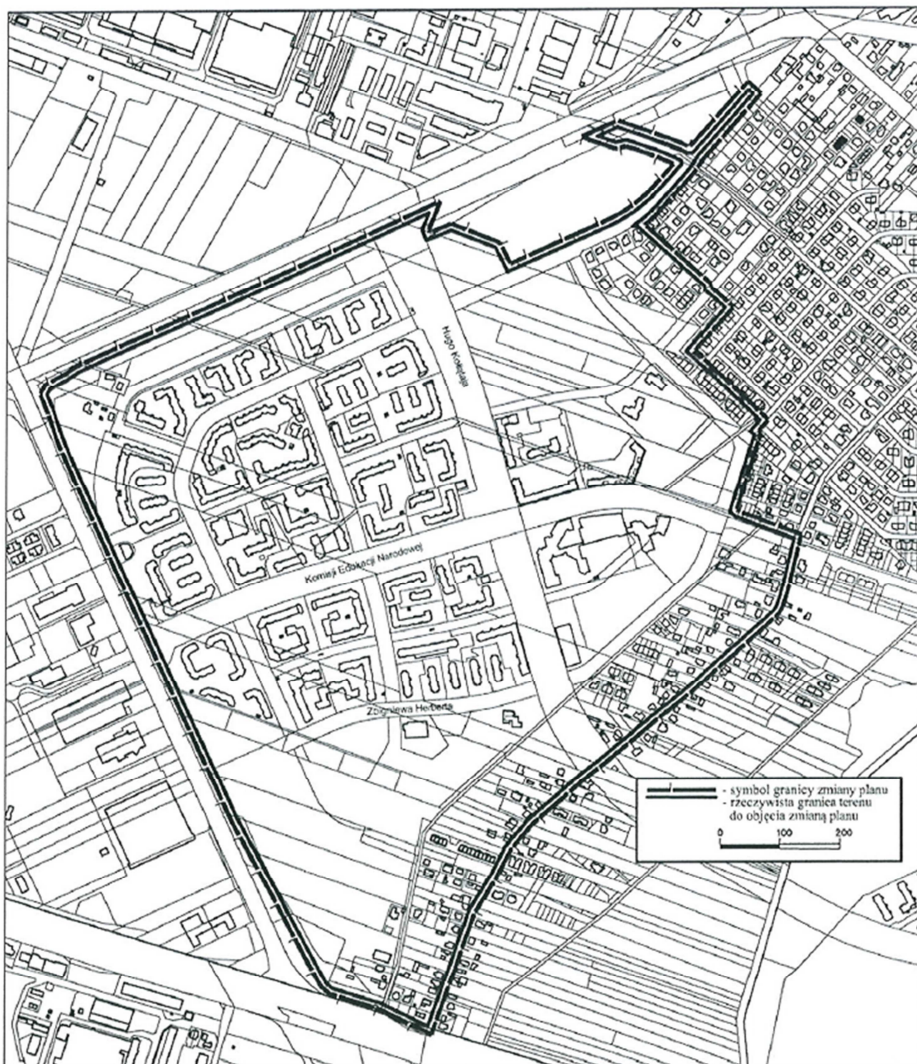 Hugo Kołłątaja
Komisji Edukacji Narodowej
Zbigniewa Herberta
- symbol granicy zmiany planu
- rzeczywista granica terenu
do objęcia zmianą planu
0 100 200